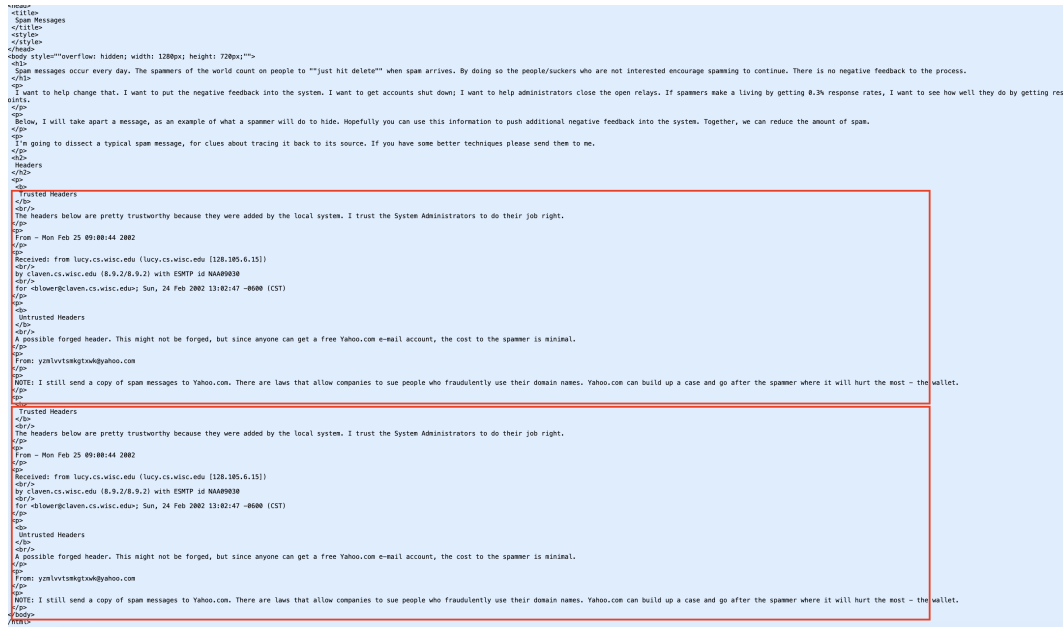 <head>
<title>
Spam Messages
</title>
<style>
</style>
</head>
<body style=""overflow: hidden; width: 1280px; height: 720px;"">
<h1>
Spam messages occur every day. The spammers of the world count on people to ""just hit delete"" when spam arrives. By doing so the people/suckers who are not interested encourage spamming to continue. There is no negative feedback to the process.
</h1>
<p>
I want to help change that. I want to put the negative feedback into the system. I want to get accounts shut down; I want to help administrators close the open relays. If spammers make a living by getting 0.3% response rates, I want to see how well they do by getting res
oints.
</p>
<p>
Below, I will take apart a message, as an example of what a spammer will do to hide. Hopefully you can use this information to push additional negative feedback into the system. Together, we can reduce the amount of spam.
</p>
<p>
I'm going to dissect a typical spam message, for clues about tracing it back to its source. If you have some better techniques please send them to me.
</p>
<h2>
Headers
</h2>
<p>
<b>
Trusted Headers
</b>
<br/>
The headers below are pretty trustworthy because they were added by the local system. I trust the System Administrators to do their job right.
</p>
<p>
From - Mon Feb 25 09:00:44 2002
</p>
<p>
Received: from lucy.cs.wisc.edu (lucy.cs.wisc.edu [128.105.6.15])
<br/>
by claven.cs.wisc.edu (8.9.2/8.9.2) with ESMTP id NAA09030
<br/>
for <blower@claven.cs.wisc.edu>; Sun, 24 Feb 2002 13:02:47 -0600 (CST)
</p>
<p>
<b>
Untrusted Headers
</b>
<br/>
A possible forged header. This might not be forged, but since anyone can get a free Yahoo.com e-mail account, the cost to the spammer is minimal.
</p>
<p>
From: yzmlvvtsmkgtxwk@yahoo.com
</p>
<p>
NOTE: I still send a copy of spam messages to Yahoo.com. There are laws that allow companies to sue people who fraudulently use their domain names. Yahoo.com can build up a case and go after the spammer where it will hurt the most - the wallet.
</p>
<p>
<b>
Trusted Headers
</b>
<br/>
The headers below are pretty trustworthy because they were added by the local system. I trust the System Administrators to do their job right.
</p>
<p>
From - Mon Feb 25 09:00:44 2002
</p>
<p>
Received: from lucy.cs.wisc.edu (lucy.cs.wisc.edu [128.105.6.15])
<br/>
by claven.cs.wisc.edu (8.9.2/8.9.2) with ESMTP id NAA09030
<br/>
for <blower@claven.cs.wisc.edu>; Sun, 24 Feb 2002 13:02:47 -0600 (CST)
</p>
<p>
<b>
Untrusted Headers
</b>
<br/>
A possible forged header. This might not be forged, but since anyone can get a free Yahoo.com e-mail account, the cost to the spammer is minimal.
</p>
<p>
From: yzmlvvtsmkgtxwk@yahoo.com
</p>
<p>
NOTE: I still send a copy of spam messages to Yahoo.com. There are laws that allow companies to sue people who fraudulently use their domain names. Yahoo.com can build up a case and go after the spammer where it will hurt the most - the wallet.
</p>
</body>
/html>